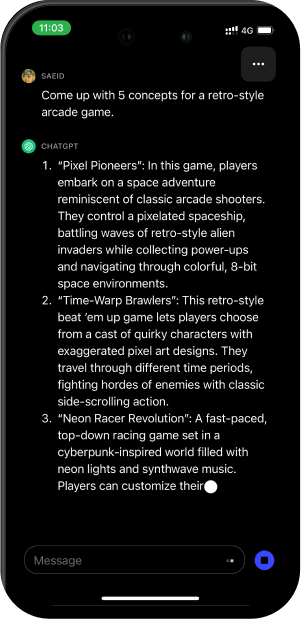 11:03
4G
SAEID
Come up with 5 concepts for a retro-style
arcade game.
CHATGPT
1. “Pixel Pioneers”: In this game, players
embark on a space adventure
reminiscent of classic arcade shooters.
They control a pixelated spaceship,
battling waves of retro-style alien
invaders while collecting power-ups
and navigating through colorful, 8-bit
space environments.
2. “Time-Warp Brawlers”: This retro-style
beat ’em up game lets players choose
from a cast of quirky characters with
exaggerated pixel art designs. They
travel through different time periods,
fighting hordes of enemies with classic
side-scrolling action.
3. “Neon Racer Revolution”: A fast-paced,
top-down racing game set in a
cyberpunk-inspired world filled with
neon lights and synthwave music.
Players can customize their
Message